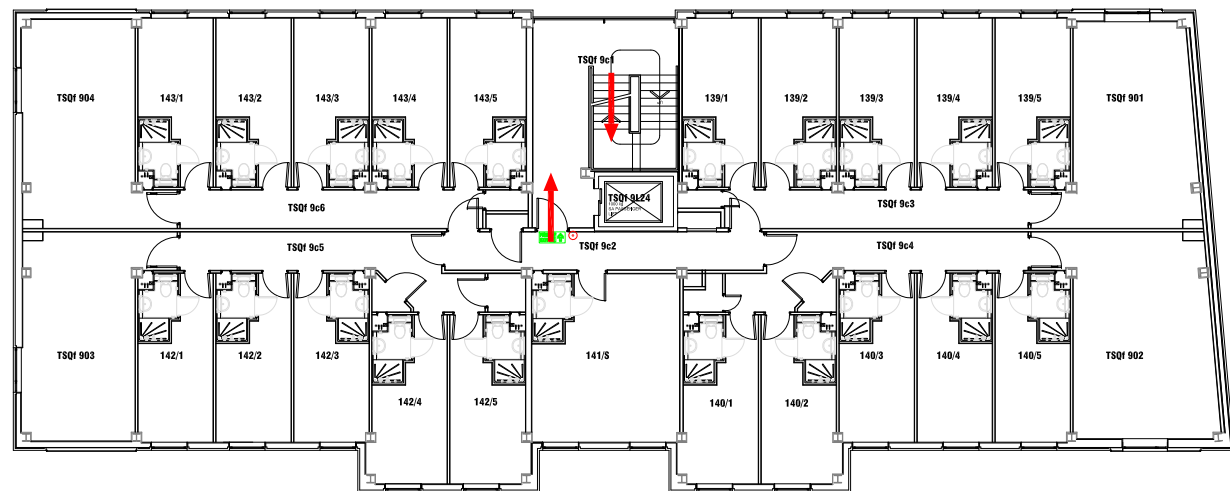 TSQf 9c1
TSQf 904
143/1
143/2
143/3
143/4
143/5
139/1
139/2
139/3
139/4
139/5
TSQf 901
TSQf 9c6
TSQf 9LZ4
TSQf 9c3
TSQf 9c5
TSQf 9c2
TSQf 9c4
TSQf 903
142/1
142/2
142/3
141/S
140/3
140/4
140/5
TSQf 902
142/4
142/5
140/1
140/2